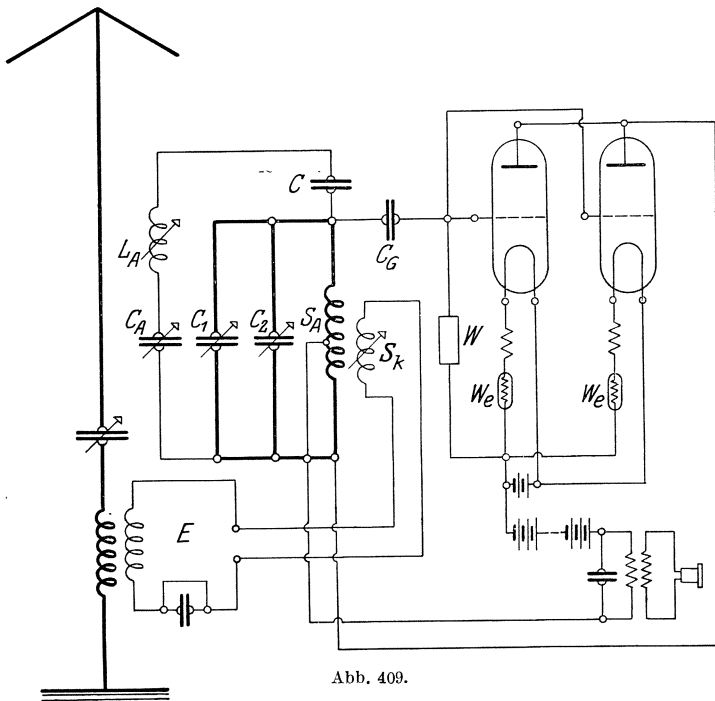 C
L_A
C_G
C_A C_1 C_2 S_A S_k
W
W_e W_e
E
Abb. 409.